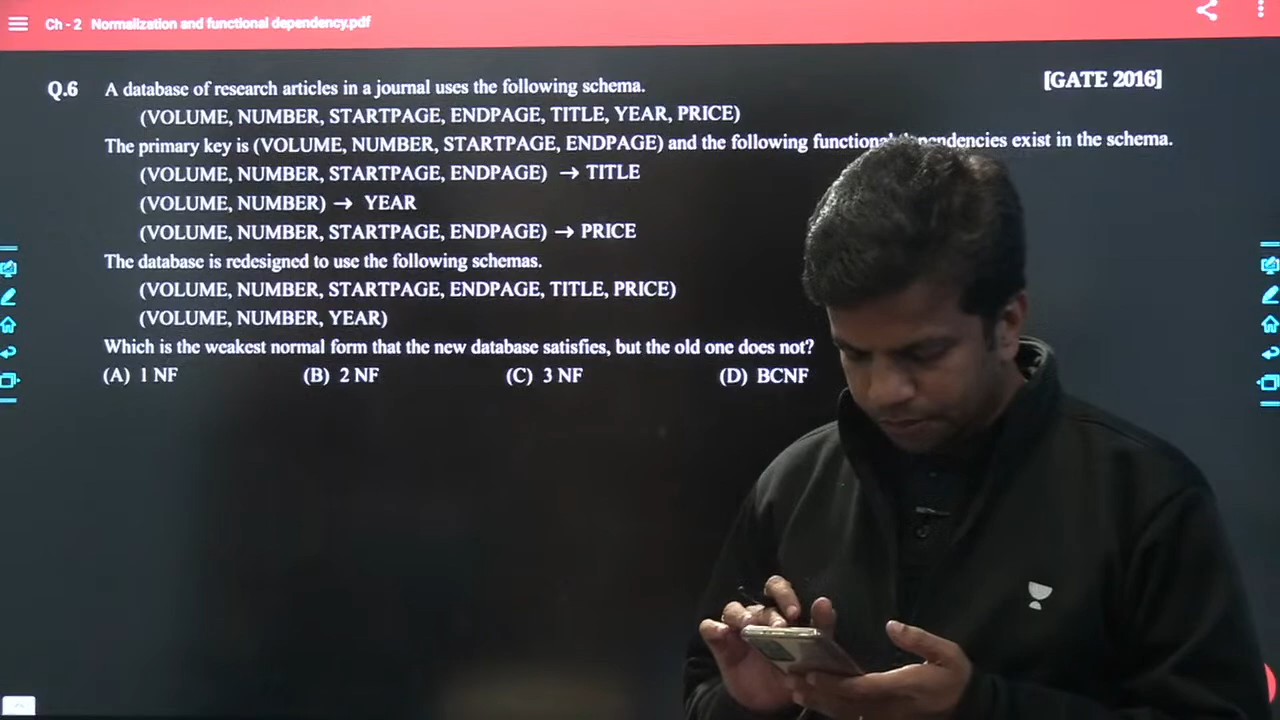 Ch - 2 Normalization and functional dependency.pdf
Q.6 A database of research articles in a journal uses the following schema. [GATE 2016]
(VOLUME, NUMBER, STARTPAGE, ENDPAGE, TITLE, YEAR, PRICE)
The primary key is (VOLUME, NUMBER, STARTPAGE, ENDPAGE) and the following functional dependencies exist in the schema.
(VOLUME, NUMBER, STARTPAGE, ENDPAGE) → TITLE
(VOLUME, NUMBER) → YEAR
(VOLUME, NUMBER, STARTPAGE, ENDPAGE) → PRICE
The database is redesigned to use the following schemas.
(VOLUME, NUMBER, STARTPAGE, ENDPAGE, TITLE, PRICE)
(VOLUME, NUMBER, YEAR)
Which is the weakest normal form that the new database satisfies, but the old one does not?
(A) 1 NF (B) 2 NF (C) 3 NF (D) BCNF